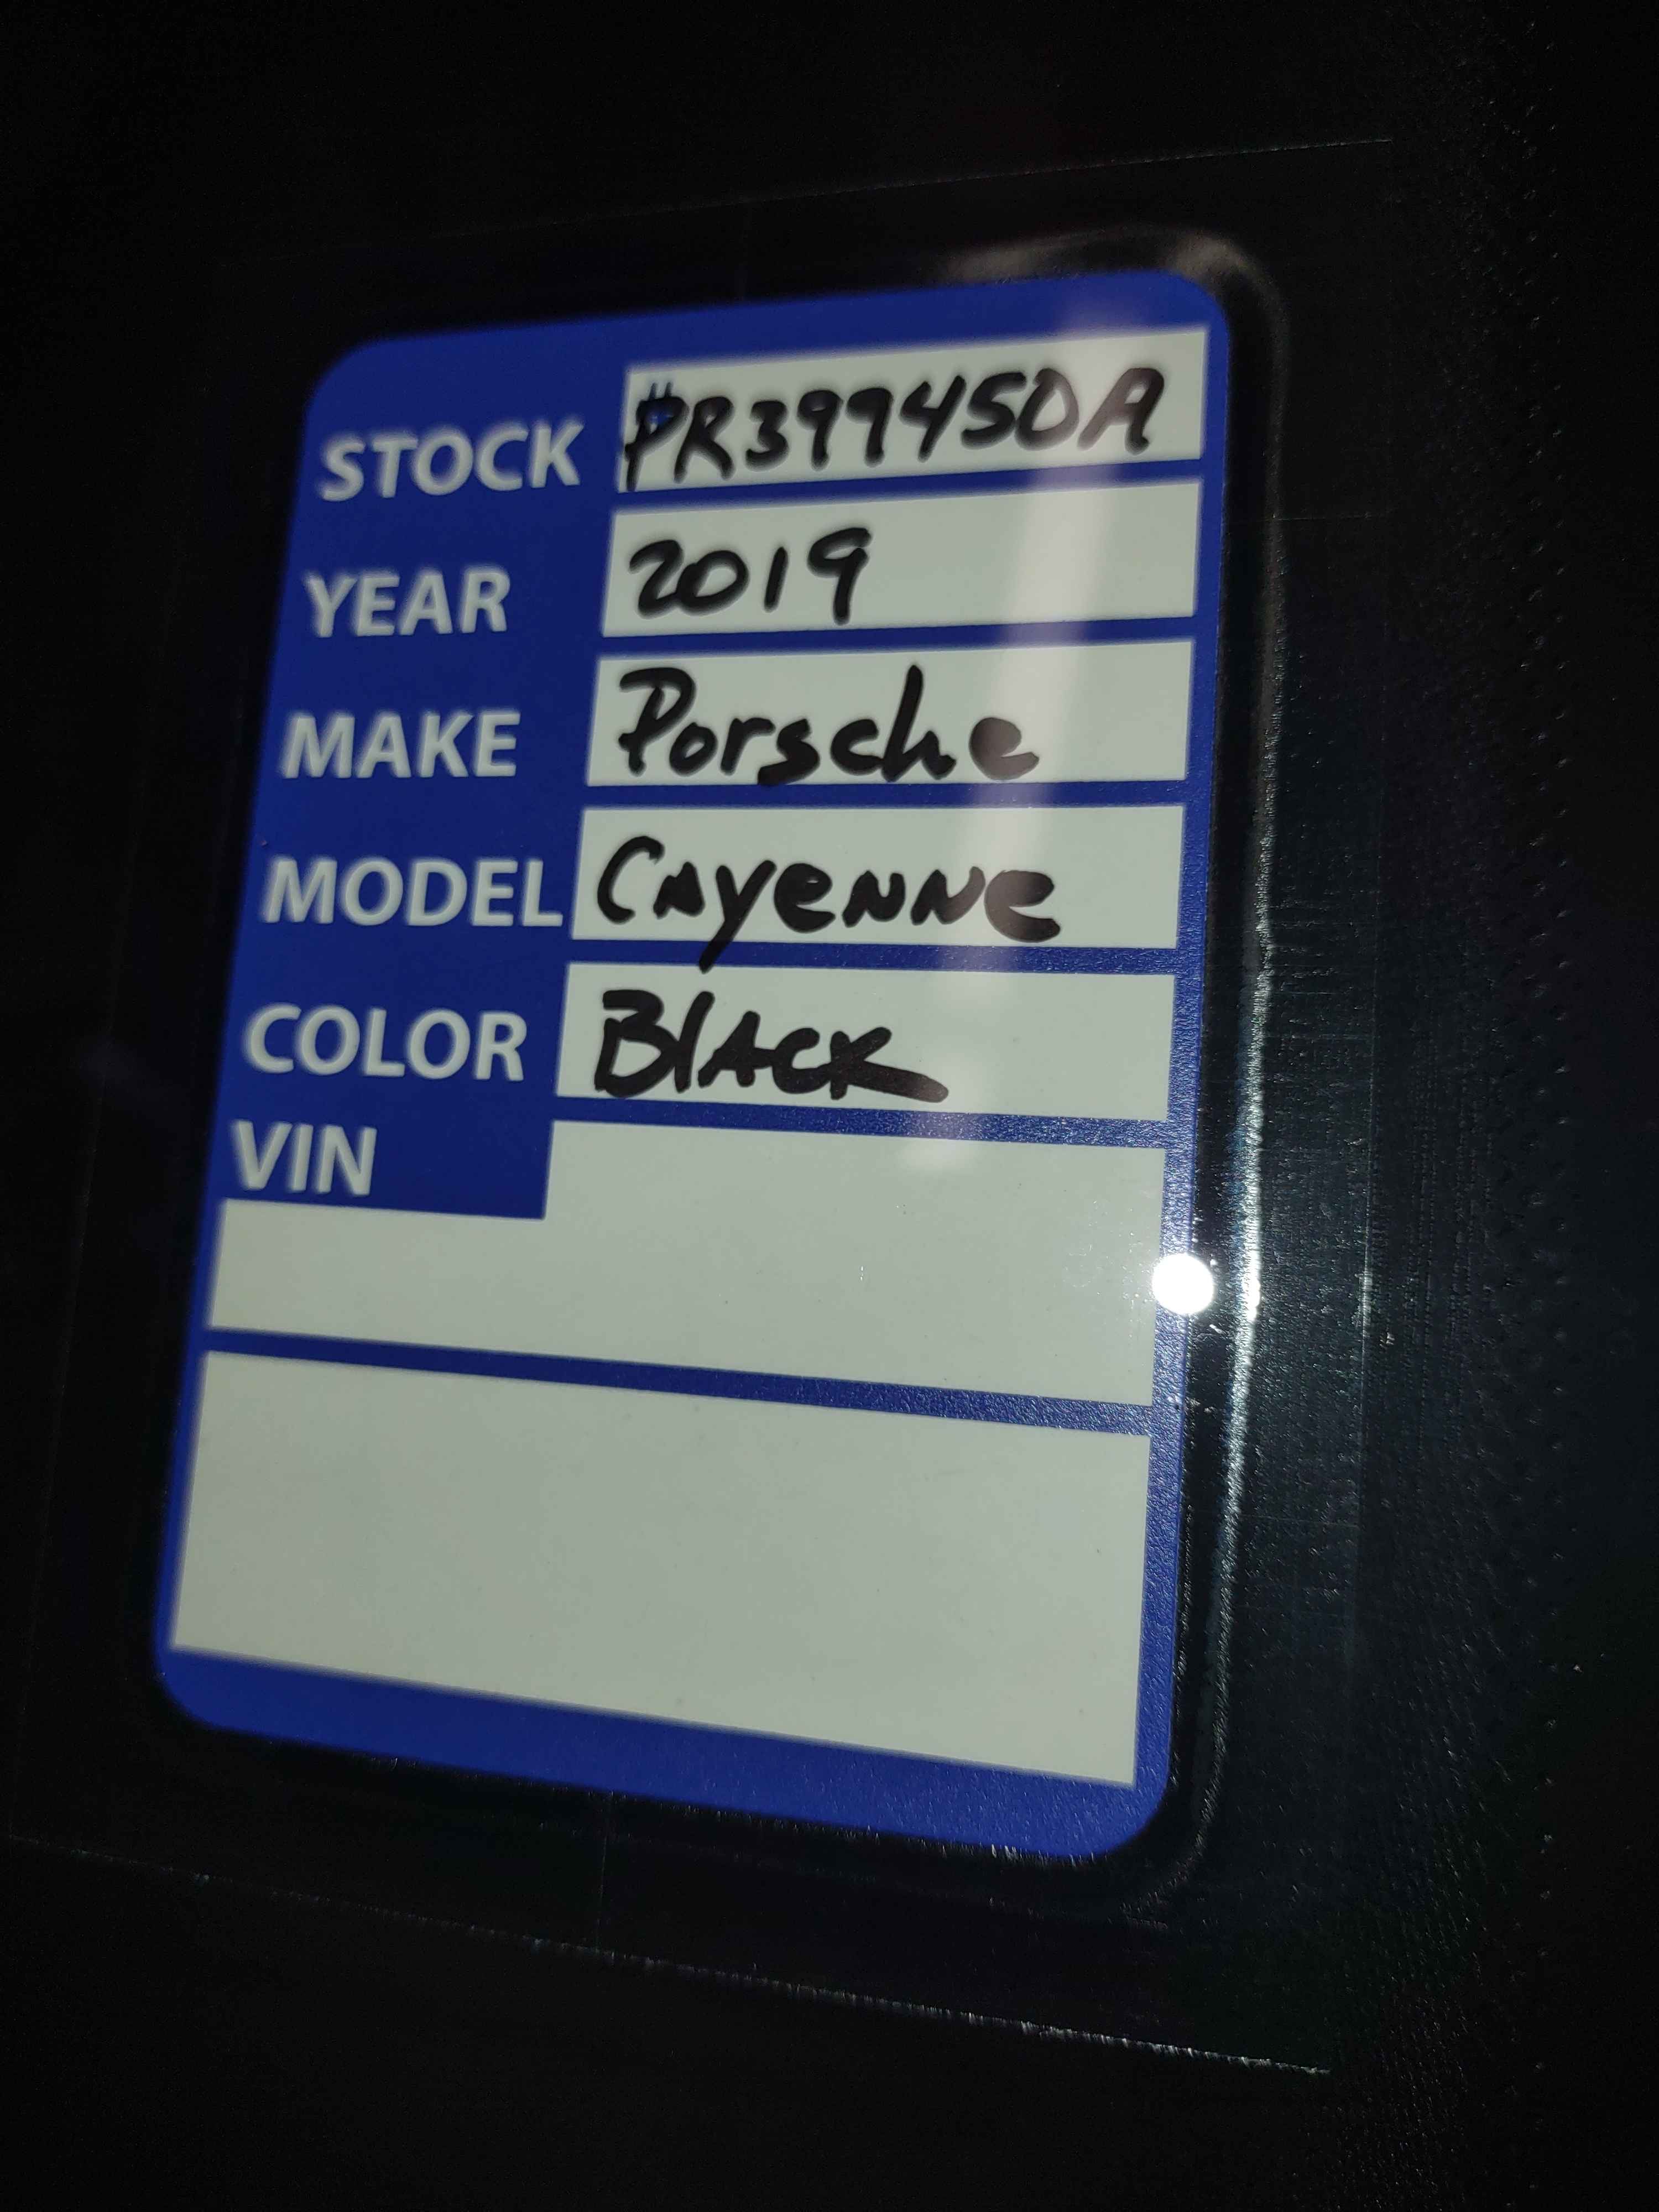 STOCK #PR399450A
YEAR 2019
MAKE Porsche
MODEL Cayenne
COLOR Black
VIN